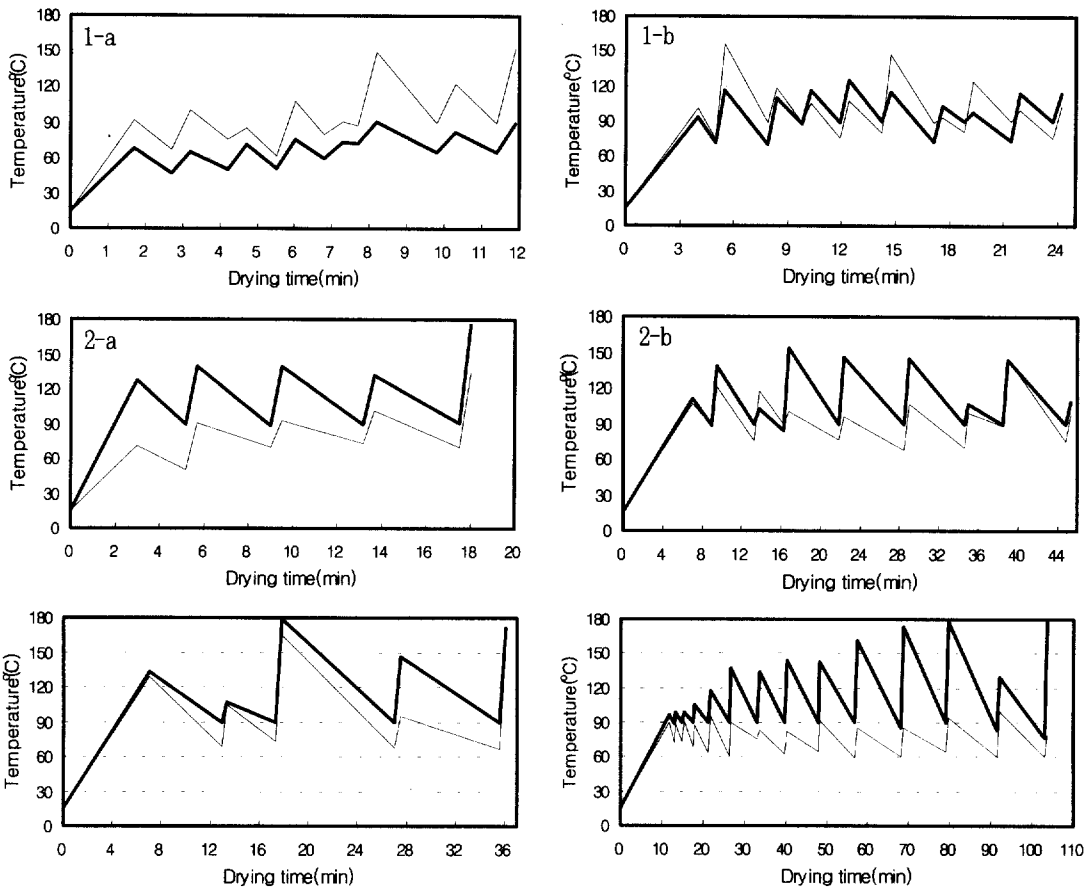 180
150
120
90
60
30
0
Temperature(°C)
1-a
0 1 2 3 4 5 6 7 8 9 10 11 12
Drying time(min)
180
150
120
90
60
30
0
Temperature(°C)
1-b
0 3 6 9 12 15 18 21 24
Drying time(min)
180
150
120
90
60
30
0
Temperature(°C)
2-a
0 2 4 6 8 10 12 14 16 18 20
Drying time(min)
180
150
120
90
60
30
0
Temperature(°C)
2-b
0 4 8 12 16 20 24 28 32 36 40 44
Drying time(min)
180
150
120
90
60
30
0
Temperature(°C)
0 4 8 12 16 20 24 28 32 36
Drying time(min)
180
150
120
90
60
30
0
Temperature(°C)
0 10 20 30 40 50 60 70 80 90 100 110
Drying time(min)